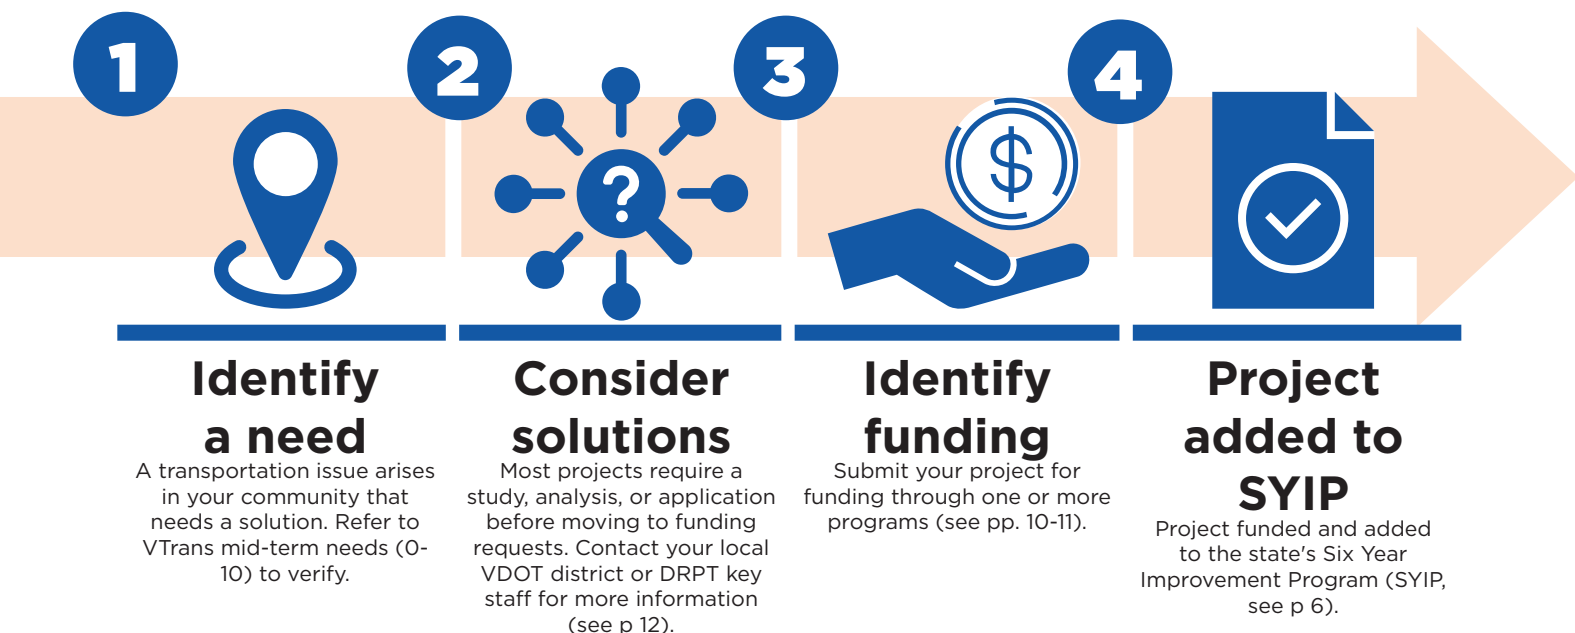 1
2
3
4
?
$
Identify
a need
A transportation issue arises
in your community that
needs a solution. Refer to
VTrans mid-term needs (0-
10) to verify.
Consider
solutions
Most projects require a
study, analysis, or application
before moving to funding
requests. Contact your local
VDOT district or DRPT key
staff for more information
(see p 12).
Identify
funding
Submit your project for
funding through one or more
programs (see pp. 10-11).
Project
added to
SYIP
Project funded and added
to the state's Six Year
Improvement Program (SYIP,
see p 6).